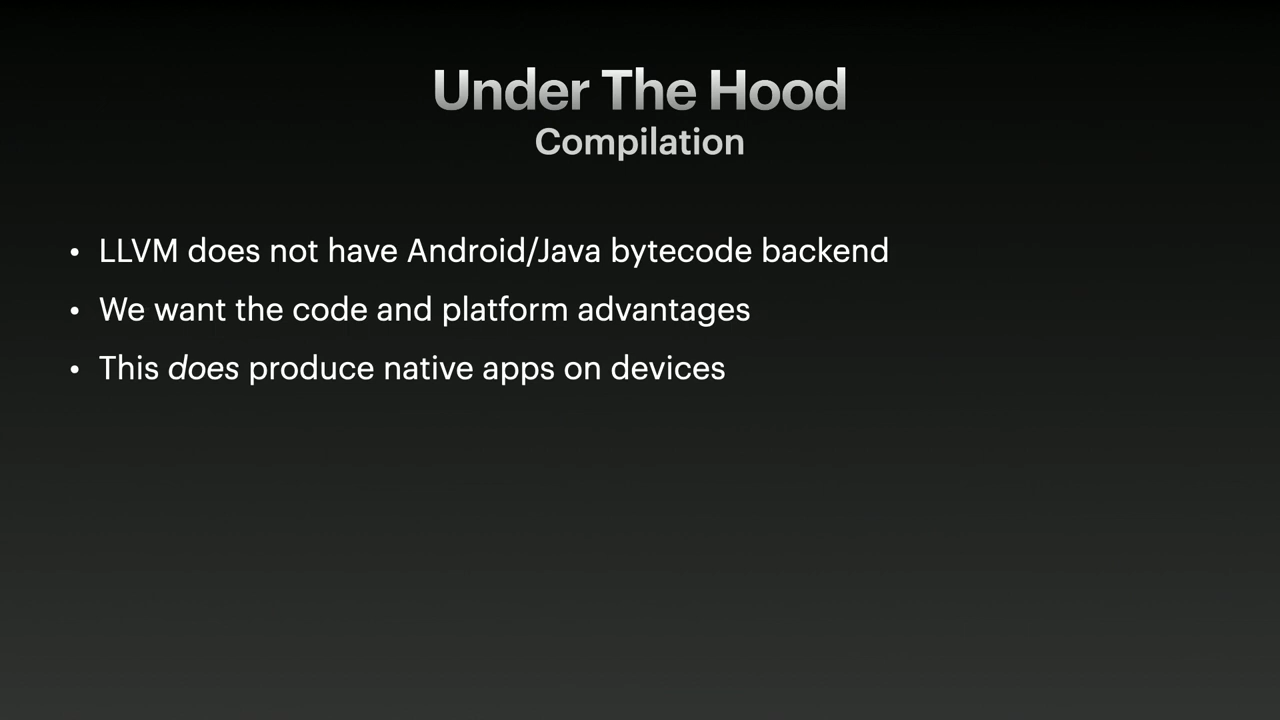 Under The Hood
Compilation
• LLVM does not have Android/Java bytecode backend
• We want the code and platform advantages
• This does produce native apps on devices